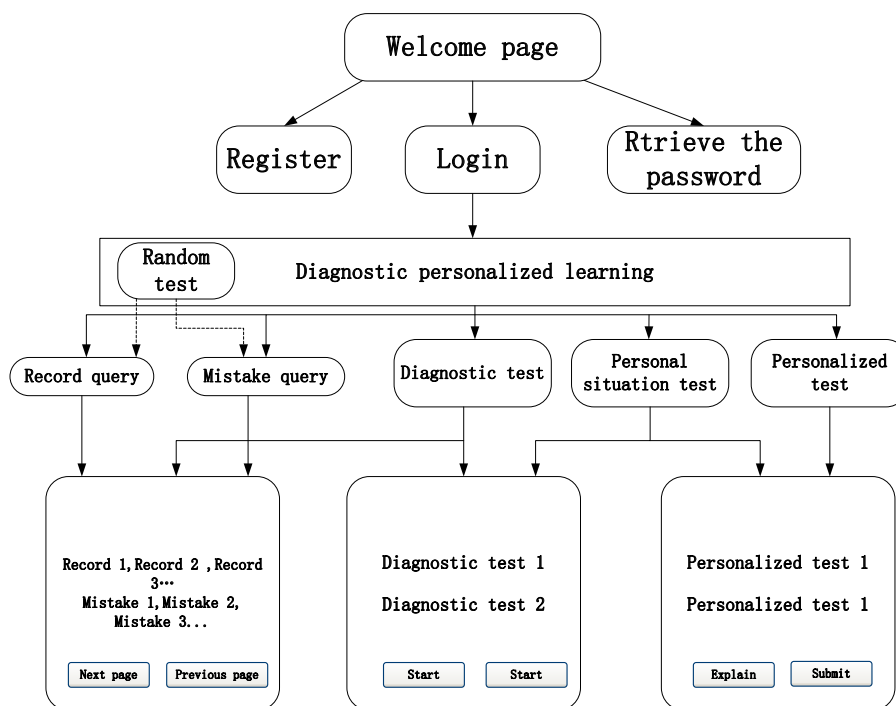 Welcome page
Register
Login
Rtrieve the
password
Random
test
Diagnostic personalized learning
Record query
Mistake query
Diagnostic test
Personal
situation test
Personalized
test
Record 1,Record 2 ,Record
3…
Mistake 1,Mistake 2,
Mistake 3...
Next page
Previous page
Diagnostic test 1
Diagnostic test 2
Start
Start
Personalized test 1
Personalized test 1
Explain
Submit